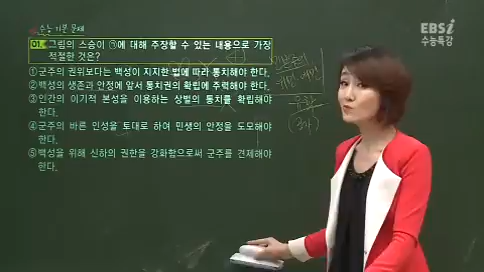 수능 기본 문제
EBSi
수능특강
01. 그림의 스승이 ㉠에 대해 주장할 수 있는 내용으로 가장
적절한 것은?
①군주의 권위보다는 백성이 지지한 법에 따라 통치해야 한다.
②백성의 생존과 안정에 앞서 통치권의 확립에 주력해야 한다.
③인간의 이기적 본성을 이용하는 상벌의 통치를 확립해야
한다.
④군주의 바른 인성을 토대로 하여 민생의 안정을 도모해야
한다.
⑤백성을 위해 신하의 권한을 강화함으로써 군주를 견제해야
한다.